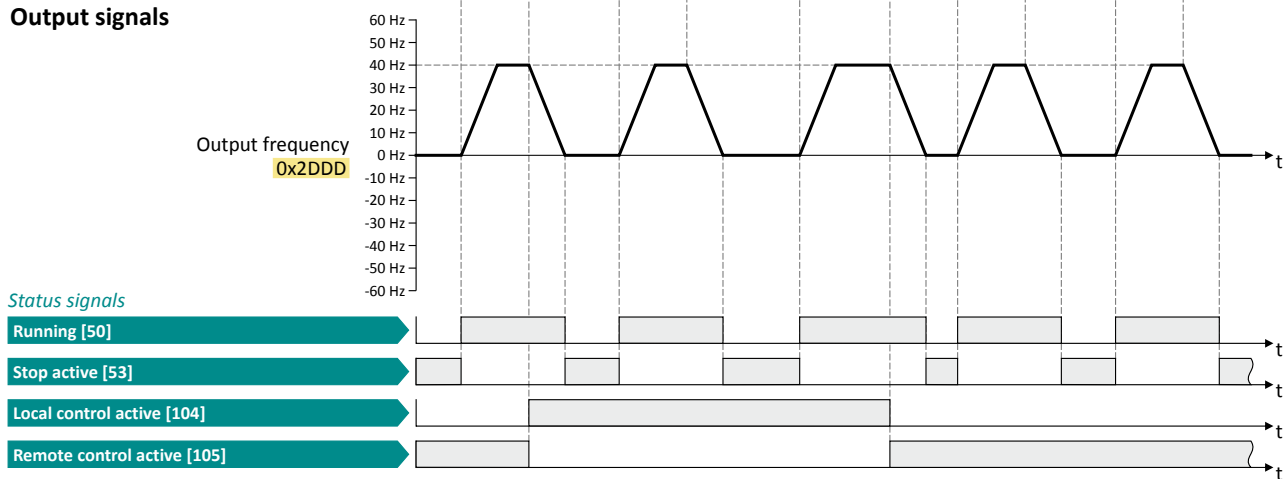 Output signals
60 Hz
50 Hz
40 Hz
30 Hz
20 Hz
10 Hz
0 Hz
-10 Hz
-20 Hz
-30 Hz
-40 Hz
-50 Hz
-60 Hz
Output frequency
0x2DDD
t
Status signals
Running [50]
t
Stop active [53]
t
Local control active [104]
t
Remote control active [105]
t